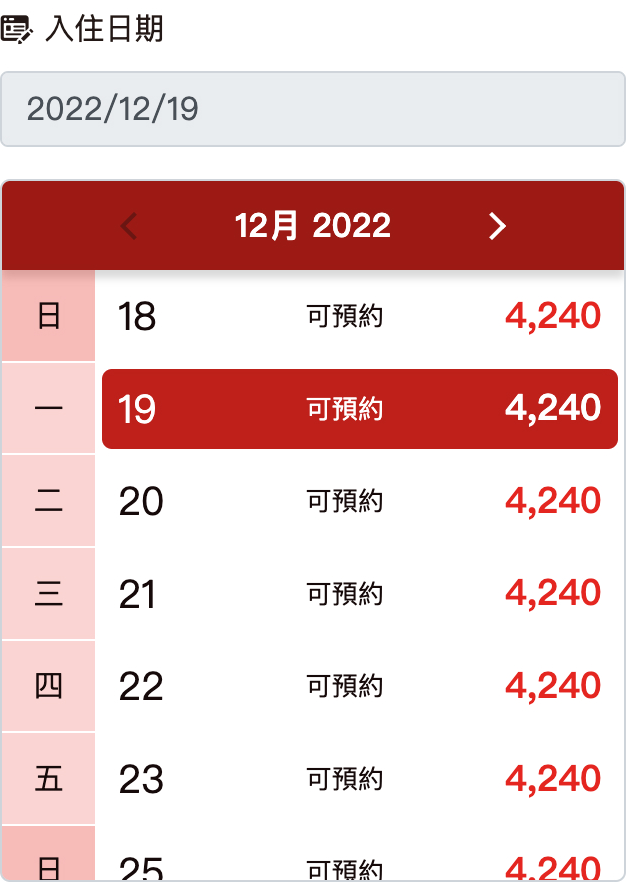 入住日期
2022/12/19
12月 2022
日 18 可預約 4,240
一 19 可預約 4,240
二 20 可預約 4,240
三 21 可預約 4,240
四 22 可預約 4,240
五 23 可預約 4,240
日 25 可預約 4,240